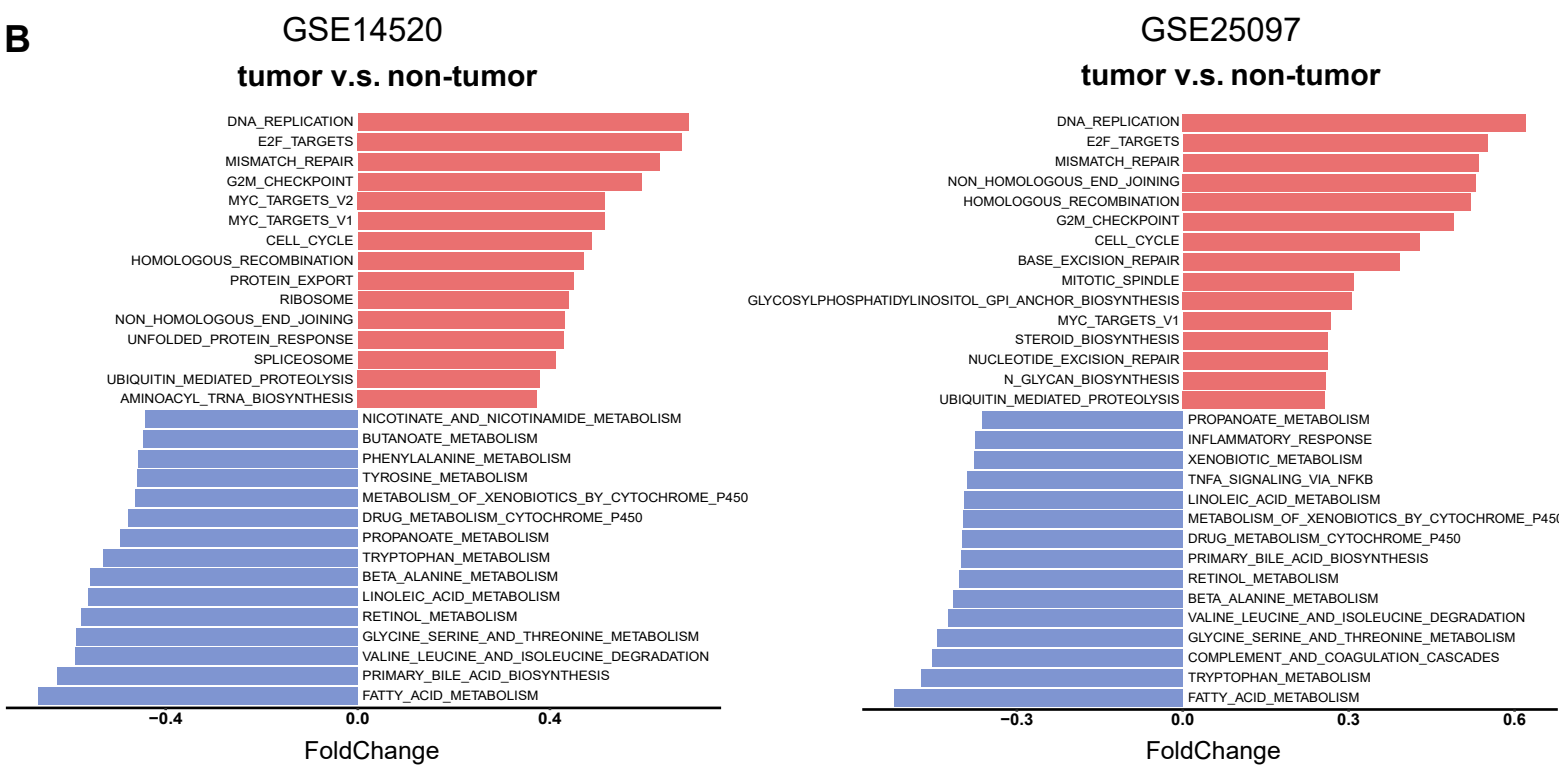 B
GSE14520
tumor v.s. non-tumor
DNA_REPLICATION
E2F_TARGETS
MISMATCH_REPAIR
G2M_CHECKPOINT
MYC_TARGETS_V2
MYC_TARGETS_V1
CELL_CYCLE
HOMOLOGOUS_RECOMBINATION
PROTEIN_EXPORT
RIBOSOME
NON_HOMOLOGOUS_END_JOINING
UNFOLDED_PROTEIN_RESPONSE
SPLICEOSOME
UBIQUITIN_MEDIATED_PROTEOLYSIS
AMINOACYL_TRNA_BIOSYNTHESIS
NICOTINATE_AND_NICOTINAMIDE_METABOLISM
BUTANOATE_METABOLISM
PHENYLALANINE_METABOLISM
TYROSINE_METABOLISM
METABOLISM_OF_XENOBIOTICS_BY_CYTOCHROME_P450
DRUG_METABOLISM_CYTOCHROME_P450
PROPANOATE_METABOLISM
TRYPTOPHAN_METABOLISM
BETA_ALANINE_METABOLISM
LINOLEIC_ACID_METABOLISM
RETINOL_METABOLISM
GLYCINE_SERINE_AND_THREONINE_METABOLISM
VALINE_LEUCINE_AND_ISOLEUCINE_DEGRADATION
PRIMARY_BILE_ACID_BIOSYNTHESIS
FATTY_ACID_METABOLISM
−0.4 0.0 0.4
FoldChange
GSE25097
tumor v.s. non-tumor
DNA_REPLICATION
E2F_TARGETS
MISMATCH_REPAIR
NON_HOMOLOGOUS_END_JOINING
HOMOLOGOUS_RECOMBINATION
G2M_CHECKPOINT
CELL_CYCLE
BASE_EXCISION_REPAIR
MITOTIC_SPINDLE
GLYCOSYLPHOSPHATIDYLINOSITOL_GPI_ANCHOR_BIOSYNTHESIS
MYC_TARGETS_V1
STEROID_BIOSYNTHESIS
NUCLEOTIDE_EXCISION_REPAIR
N_GLYCAN_BIOSYNTHESIS
UBIQUITIN_MEDIATED_PROTEOLYSIS
PROPANOATE_METABOLISM
INFLAMMATORY_RESPONSE
XENOBIOTIC_METABOLISM
TNFA_SIGNALING_VIA_NFKB
LINOLEIC_ACID_METABOLISM
METABOLISM_OF_XENOBIOTICS_BY_CYTOCHROME_P450
DRUG_METABOLISM_CYTOCHROME_P450
PRIMARY_BILE_ACID_BIOSYNTHESIS
RETINOL_METABOLISM
BETA_ALANINE_METABOLISM
VALINE_LEUCINE_AND_ISOLEUCINE_DEGRADATION
GLYCINE_SERINE_AND_THREONINE_METABOLISM
COMPLEMENT_AND_COAGULATION_CASCADES
TRYPTOPHAN_METABOLISM
FATTY_ACID_METABOLISM
−0.3 0.0 0.3 0.6
FoldChange